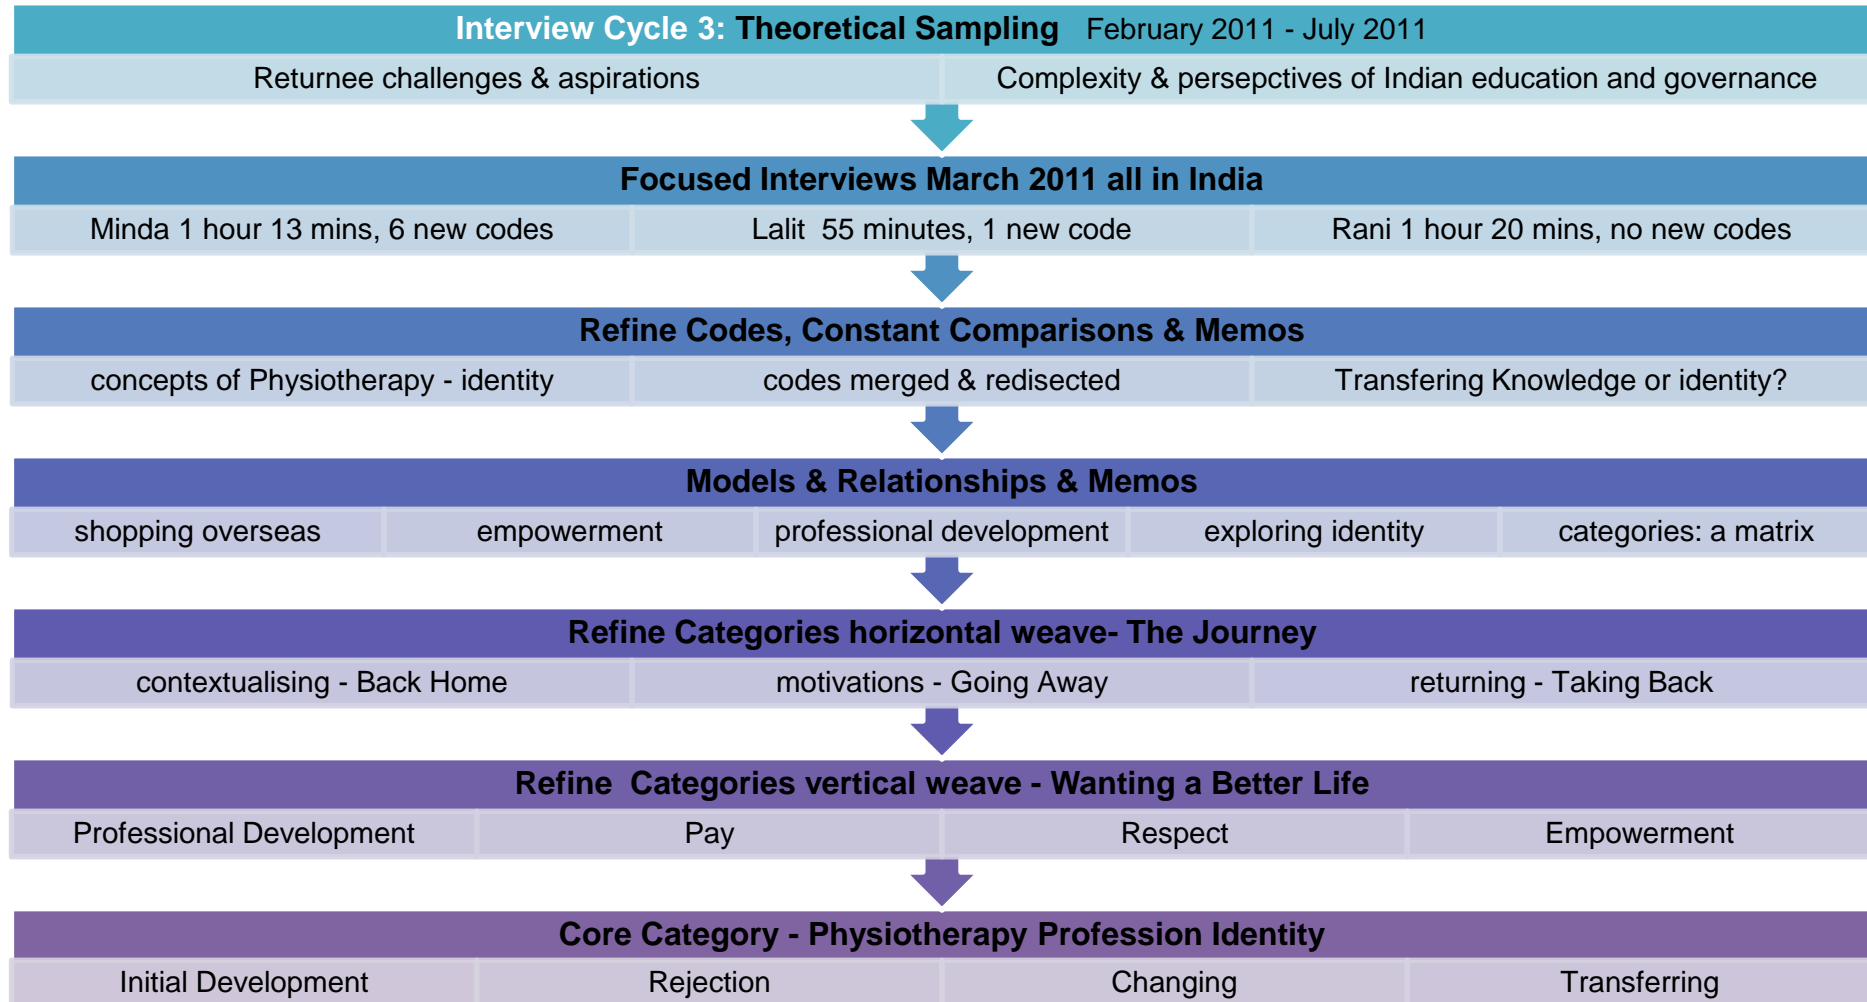 Interview Cycle 3: Theoretical Sampling February 2011 - July 2011
Returnee challenges & aspirations
Complexity & persepctives of Indian education and governance
Focused Interviews March 2011 all in India
Minda 1 hour 13 mins, 6 new codes
Lalit 55 minutes, 1 new code
Rani 1 hour 20 mins, no new codes
Refine Codes, Constant Comparisons & Memos
concepts of Physiotherapy - identity
codes merged & redisected
Transfering Knowledge or identity?
Models & Relationships & Memos
shopping overseas
empowerment
professional development
exploring identity
categories: a matrix
Refine Categories horizontal weave- The Journey
contextualising - Back Home
motivations - Going Away
returning - Taking Back
Refine Categories vertical weave - Wanting a Better Life
Professional Development
Pay
Respect
Empowerment
Core Category - Physiotherapy Profession Identity
Initial Development
Rejection
Changing
Transferring